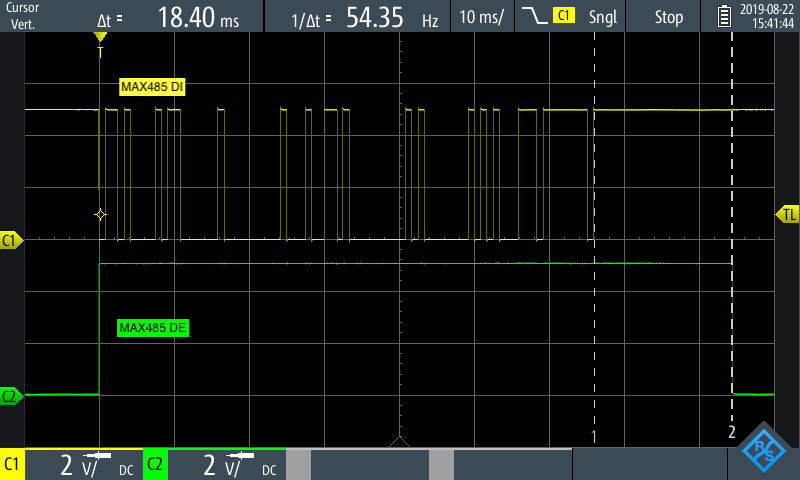 Cursor
Vert.
Δt = 18.40 ms
1/Δt = 54.35 Hz
10 ms/
C1
Sngl
Stop
2019-08-22
15:41:44
T
MAX485 DI
TL
C1
MAX485 DE
C2
1
2
C1 2 V/ DC
C2 2 V/ DC
R&S